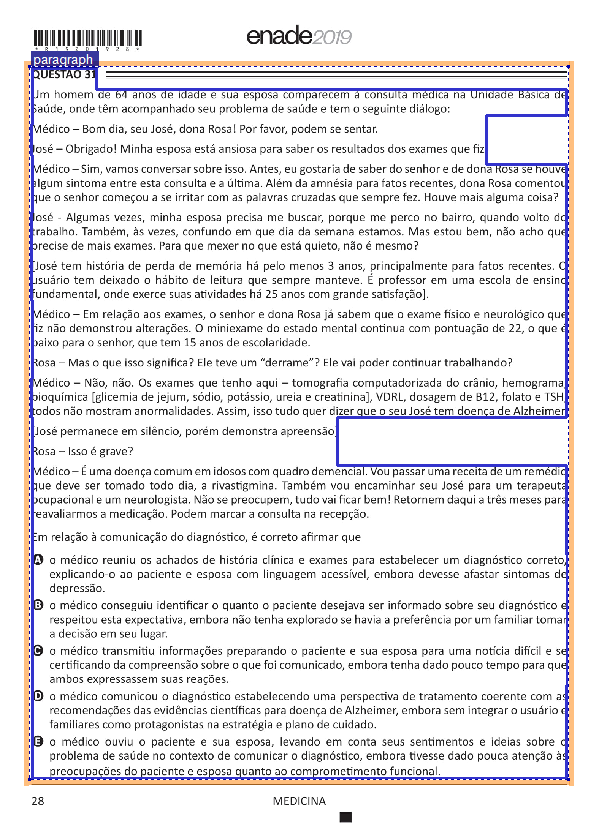 *R1520192 8*
enade2019
paragraph
QUESTÃO 31
Um homem de 64 anos de idade e sua esposa comparecem à consulta médica na Unidade Básica de
Saúde, onde têm acompanhado seu problema de saúde e tem o seguinte diálogo:
Médico – Bom dia, seu José, dona Rosa! Por favor, podem se sentar.
José – Obrigado! Minha esposa está ansiosa para saber os resultados dos exames que fiz.
Médico – Sim, vamos conversar sobre isso. Antes, eu gostaria de saber do senhor e de dona Rosa se houve
algum sintoma entre esta consulta e a última. Além da amnésia para fatos recentes, dona Rosa comentou
que o senhor começou a se irritar com as palavras cruzadas que sempre fez. Houve mais alguma coisa?
José - Algumas vezes, minha esposa precisa me buscar, porque me perco no bairro, quando volto do
trabalho. Também, às vezes, confundo em que dia da semana estamos. Mas estou bem, não acho que
precise de mais exames. Para que mexer no que está quieto, não é mesmo?
[José tem história de perda de memória há pelo menos 3 anos, principalmente para fatos recentes. O
usuário tem deixado o hábito de leitura que sempre manteve. É professor em uma escola de ensino
fundamental, onde exerce suas atividades há 25 anos com grande satisfação].
Médico – Em relação aos exames, o senhor e dona Rosa já sabem que o exame físico e neurológico que
fiz não demonstrou alterações. O miniexame do estado mental continua com pontuação de 22, o que é
baixo para o senhor, que tem 15 anos de escolaridade.
Rosa – Mas o que isso significa? Ele teve um "derrame"? Ele vai poder continuar trabalhando?
Médico – Não, não. Os exames que tenho aqui – tomografia computadorizada do crânio, hemograma,
bioquímica [glicemia de jejum, sódio, potássio, ureia e creatinina], VDRL, dosagem de B12, folato e TSH,
todos não mostram anormalidades. Assim, isso tudo quer dizer que o seu José tem doença de Alzheimer.
[José permanece em silêncio, porém demonstra apreensão]
Rosa – Isso é grave?
Médico – É uma doença comum em idosos com quadro demencial. Vou passar uma receita de um remédio
que deve ser tomado todo dia, a rivastigmina. Também vou encaminhar seu José para um terapeuta
ocupacional e um neurologista. Não se preocupem, tudo vai ficar bem! Retornem daqui a três meses para
reavaliarmos a medicação. Podem marcar a consulta na recepção.
Em relação à comunicação do diagnóstico, é correto afirmar que
A o médico reuniu os achados de história clínica e exames para estabelecer um diagnóstico correto,
explicando-o ao paciente e esposa com linguagem acessível, embora devesse afastar sintomas de
depressão.
B o médico conseguiu identificar o quanto o paciente desejava ser informado sobre seu diagnóstico e
respeitou esta expectativa, embora não tenha explorado se havia a preferência por um familiar tomar
a decisão em seu lugar.
C o médico transmitiu informações preparando o paciente e sua esposa para uma notícia difícil e se
certificando da compreensão sobre o que foi comunicado, embora tenha dado pouco tempo para que
ambos expressassem suas reações.
D o médico comunicou o diagnóstico estabelecendo uma perspectiva de tratamento coerente com as
recomendações das evidências científicas para doença de Alzheimer, embora sem integrar o usuário e
familiares como protagonistas na estratégia e plano de cuidado.
E o médico ouviu o paciente e sua esposa, levando em conta seus sentimentos e ideias sobre o
problema de saúde no contexto de comunicar o diagnóstico, embora tivesse dado pouca atenção às
preocupações do paciente e esposa quanto ao comprometimento funcional.
28
MEDICINA